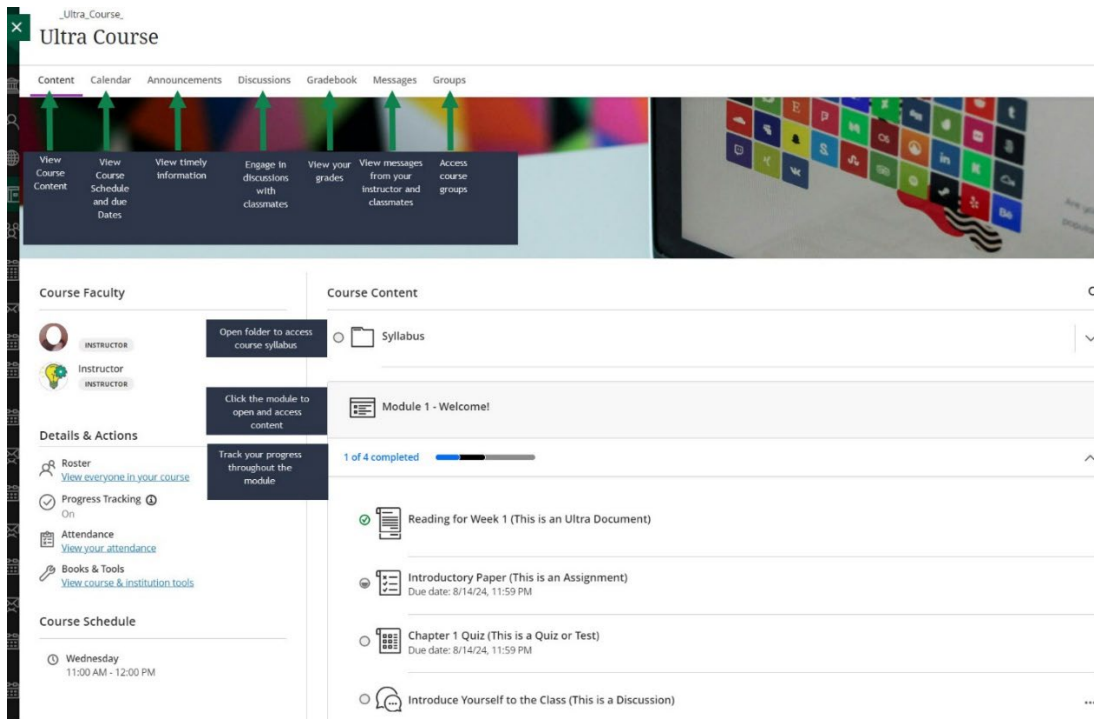 _Ultra_Course_
Ultra Course
Content Calendar Announcements Discussions Gradebook Messages Groups
View
Course
Content
View
Course
Schedule
and due
Dates
View timely
information
Engage in
discussions
with
classmates
View your
grades
View messages
from your
instructor and
classmates
Access
course
groups
Are you
Course Faculty
INSTRUCTOR
Instructor
INSTRUCTOR
Details & Actions
Roster
View everyone in your course
Progress Tracking
On
Attendance
View your attendance
Books & Tools
View course & institution tools
Course Schedule
Wednesday
11:00 AM - 12:00 PM
Course Content
Open folder to access
course syllabus
Syllabus
Click the module to
open and access
content
Module 1 - Welcome!
Track your progress
throughout the
module
1 of 4 completed
Reading for Week 1 (This is an Ultra Document)
Introductory Paper (This is an Assignment)
Due date: 8/14/24, 11:59 PM
Chapter 1 Quiz (This is a Quiz or Test)
Due date: 8/14/24, 11:59 PM
Introduce Yourself to the Class (This is a Discussion)